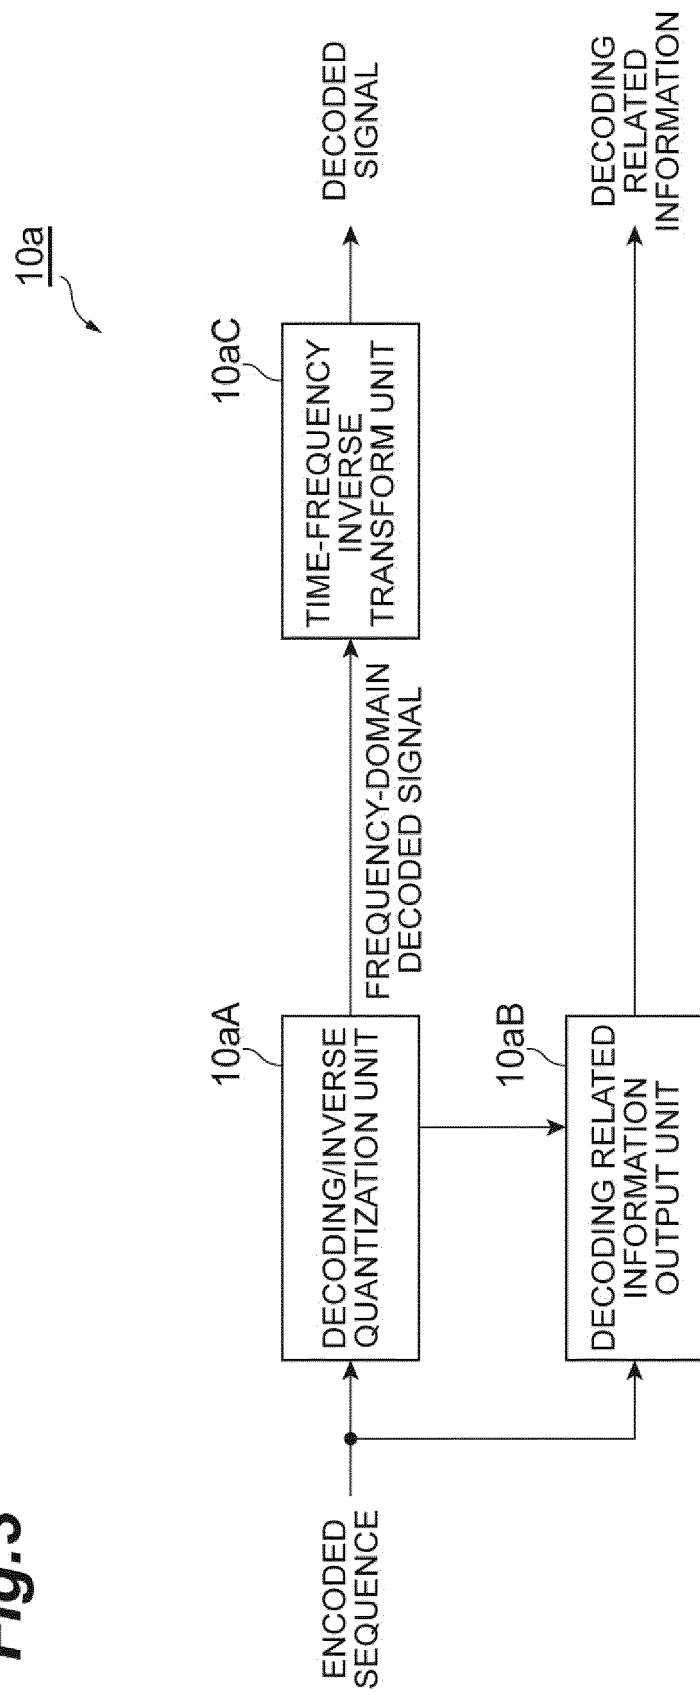 Fig.3
10a
ENCODED
SEQUENCE
10aA
DECODING/INVERSE
QUANTIZATION UNIT
FREQUENCY-DOMAIN
DECODED SIGNAL
10aC
TIME-FREQUENCY
INVERSE
TRANSFORM UNIT
DECODED
SIGNAL
10aB
DECODING RELATED
INFORMATION
OUTPUT UNIT
DECODING
RELATED
INFORMATION